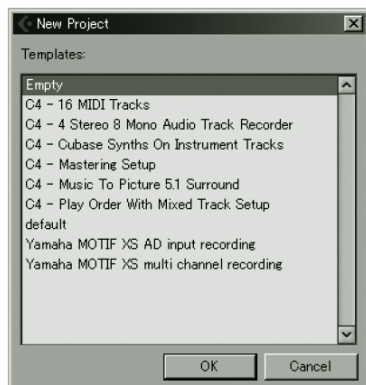 New Project
Templates:
Empty
C4 - 16 MIDI Tracks
C4 - 4 Stereo 8 Mono Audio Track Recorder
C4 - Cubase Synths On Instrument Tracks
C4 - Mastering Setup
C4 - Music To Picture 5.1 Surround
C4 - Play Order With Mixed Track Setup
default
Yamaha MOTIF XS AD input recording
Yamaha MOTIF XS multi channel recording
OK Cancel